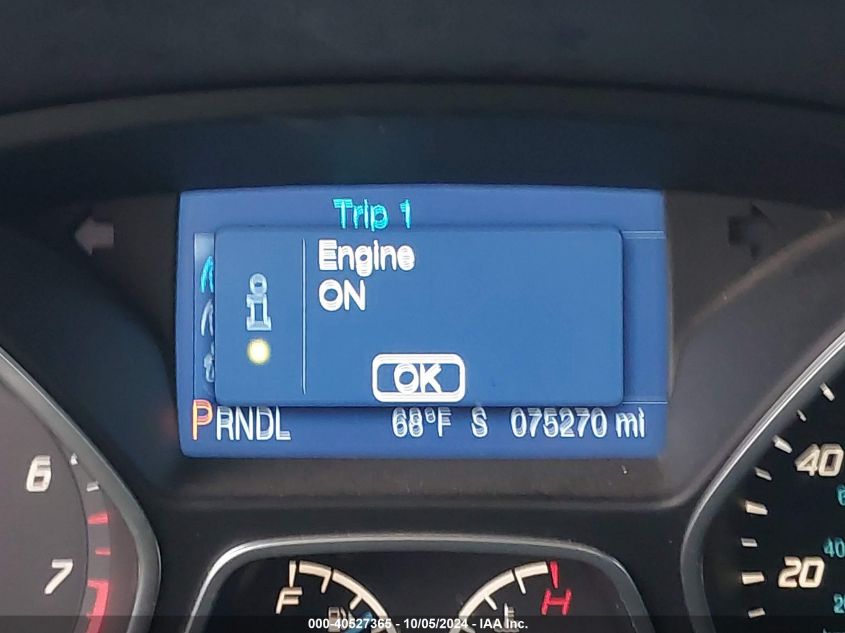 Trip 1
Engine
ON
OK
PRNDL 68°F S 075270 mi
6
7
F
H
40
20
40
000-40527365 - 10/05/2024 - IAA, Inc.